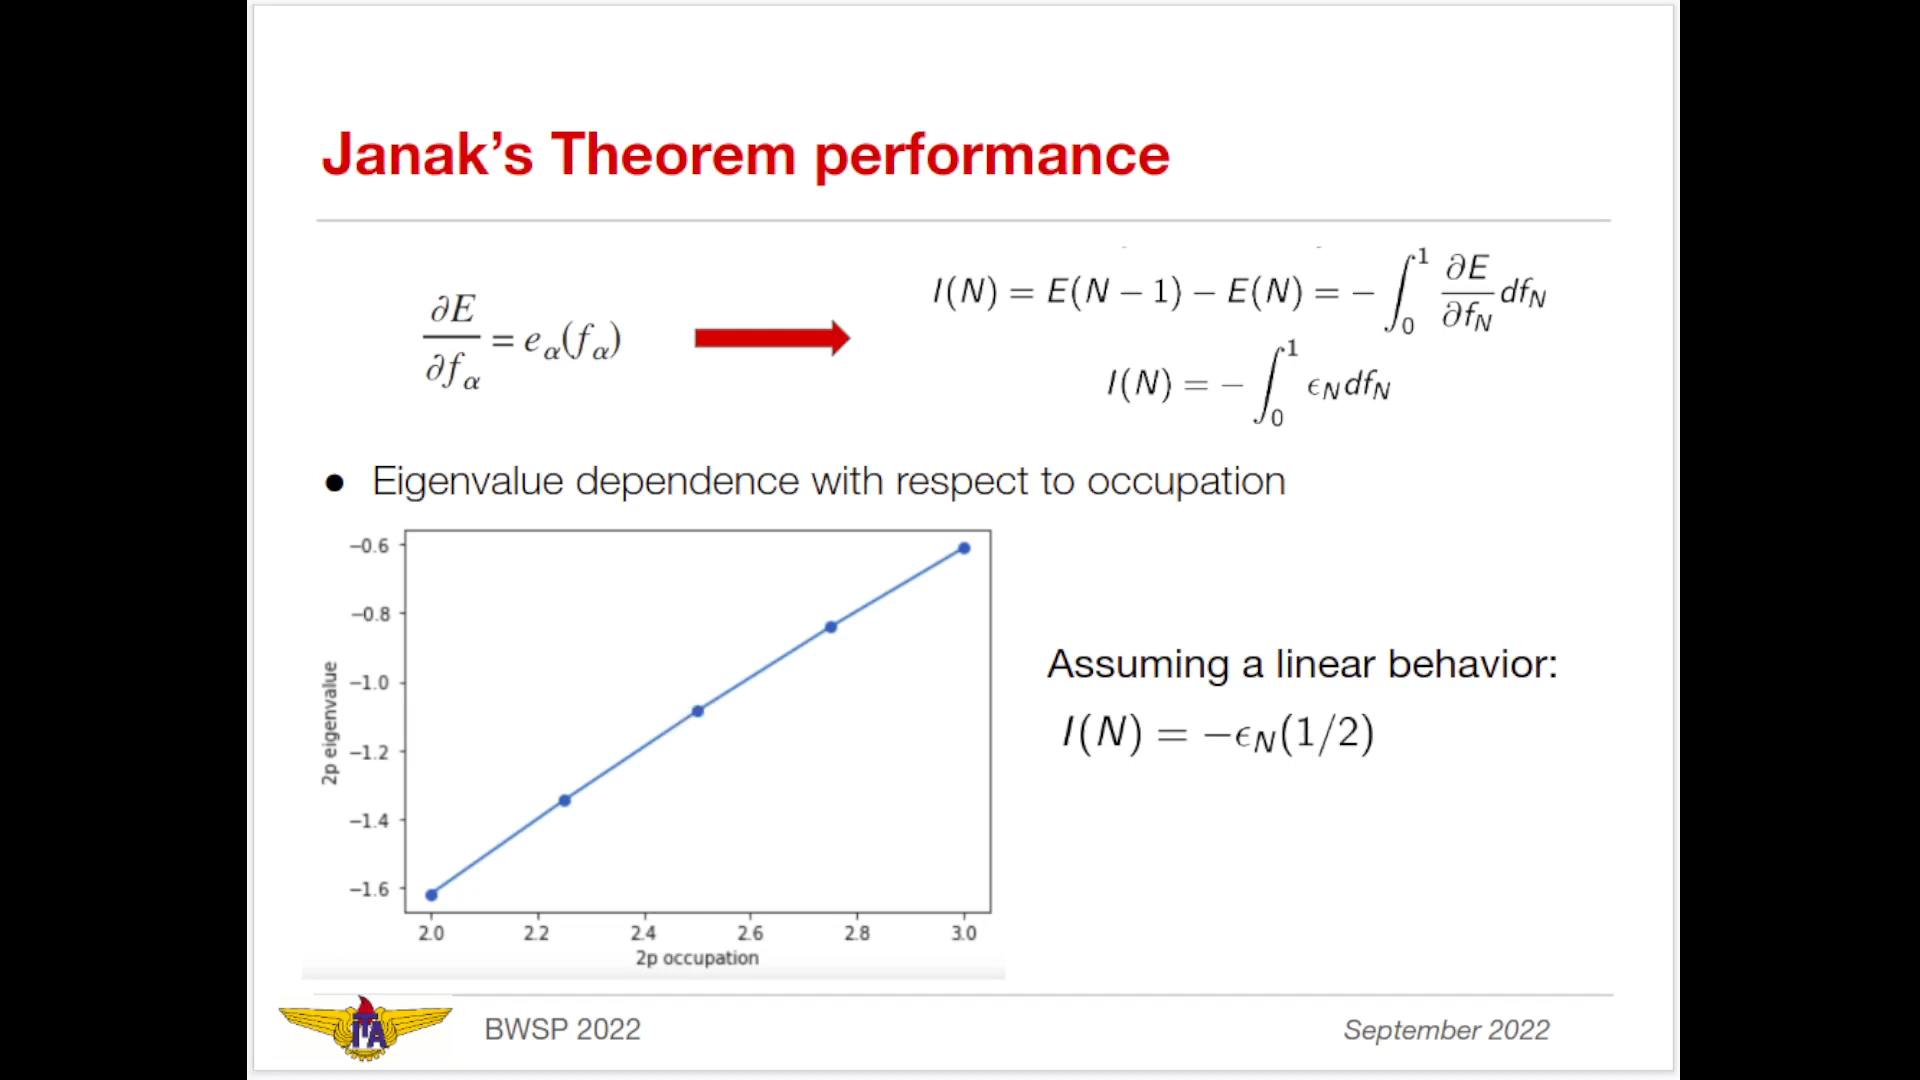 Janak's Theorem performance
∂E/∂f_α = e_α(f_α)
I(N) = E(N − 1) − E(N) = − ∫₀¹ ∂E/∂f_N df_N
I(N) = − ∫₀¹ ϵ_N df_N
● Eigenvalue dependence with respect to occupation
−0.6
−0.8
−1.0
−1.2
−1.4
−1.6
2p eigenvalue
2.0 2.2 2.4 2.6 2.8 3.0
2p occupation
Assuming a linear behavior:
I(N) = −ϵ_N(1/2)
ITA
BWSP 2022
September 2022